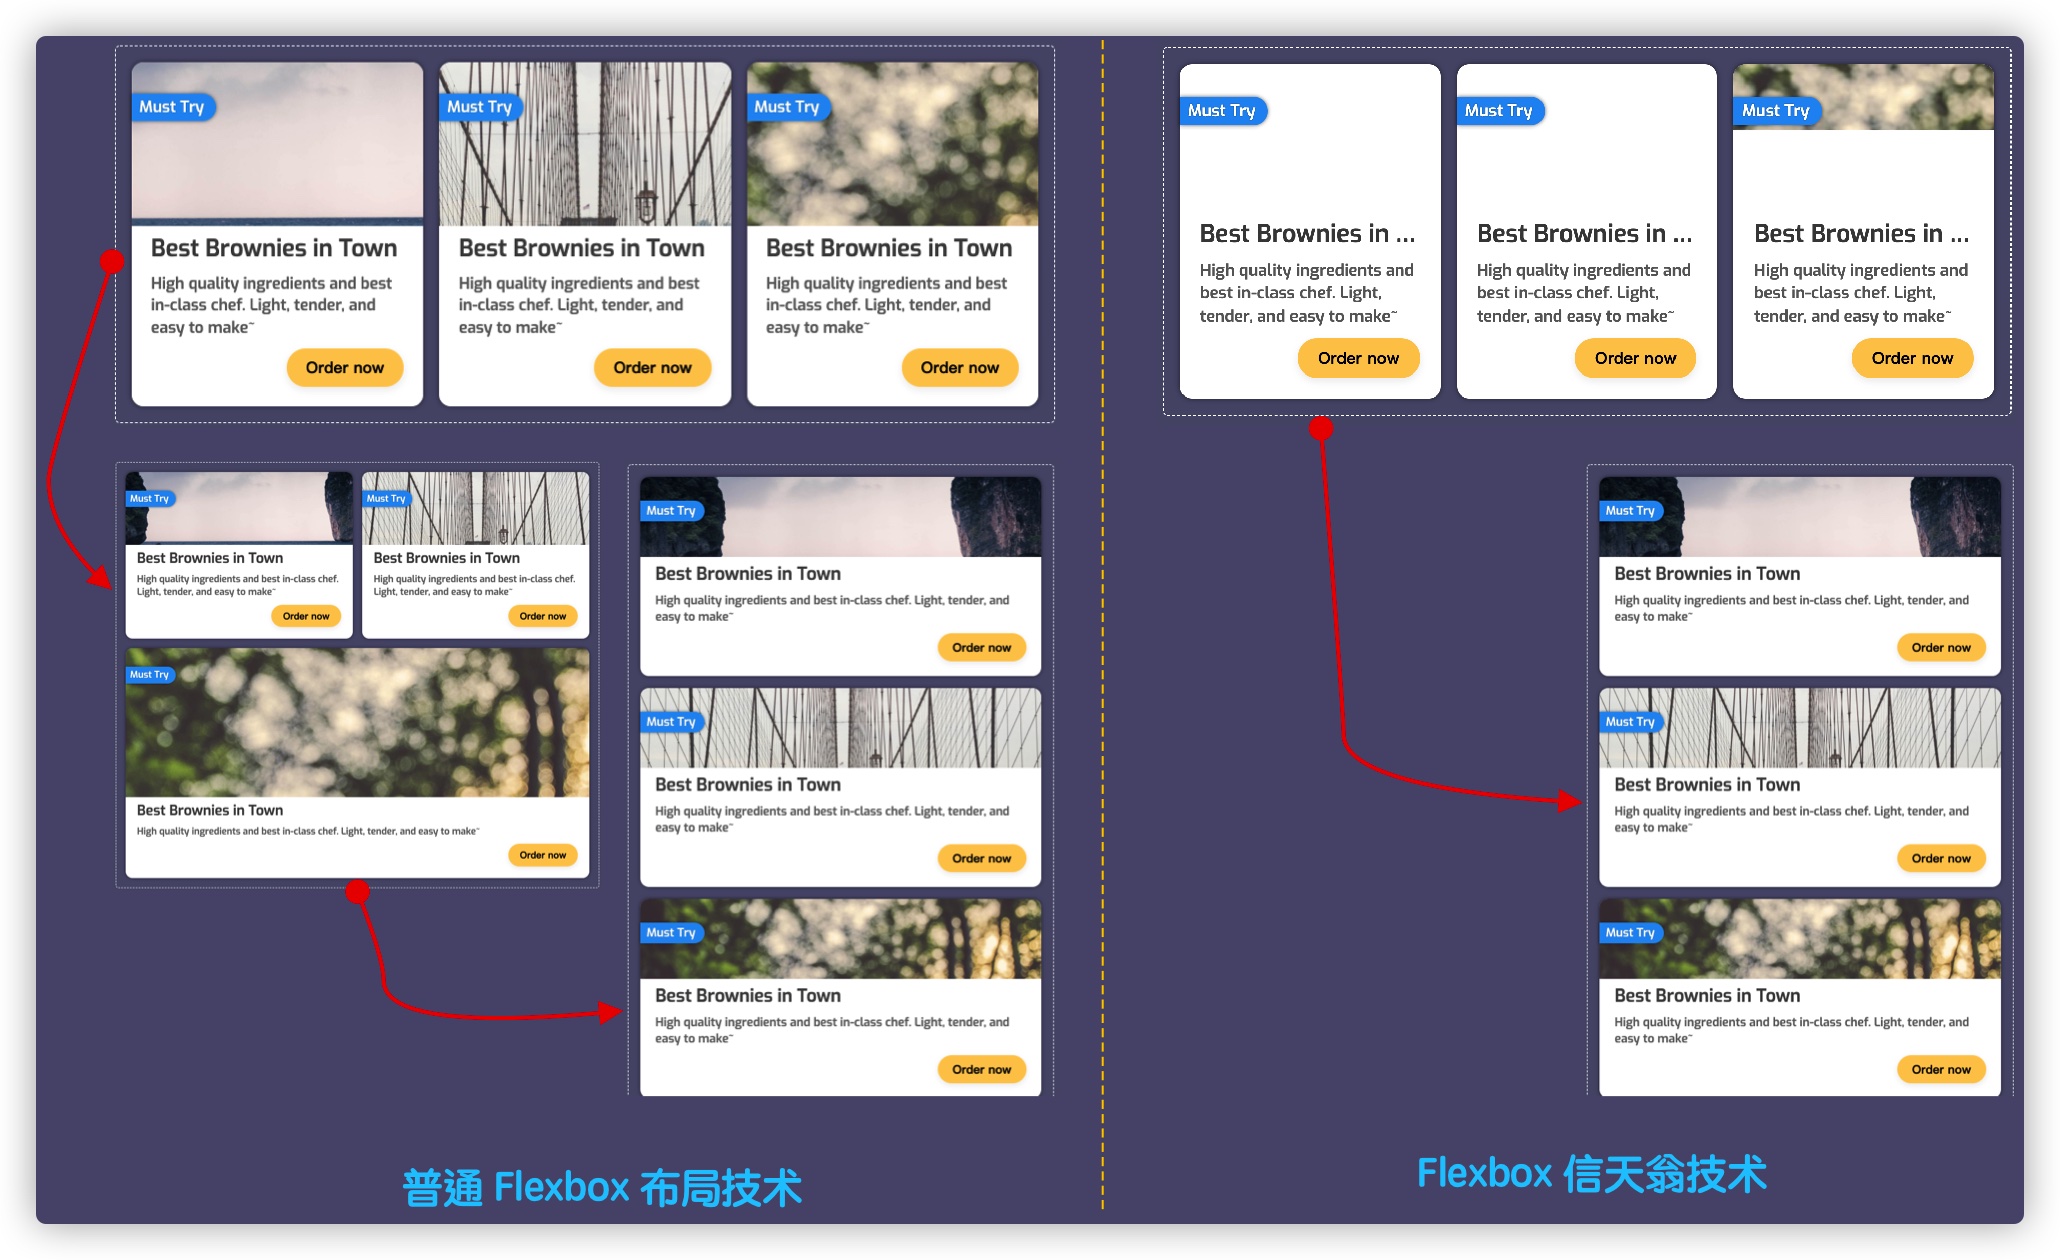 Must Try
Best Brownies in Town
High quality ingredients and best
in-class chef. Light, tender, and
easy to make~
Order now
Must Try
Best Brownies in Town
High quality ingredients and best
in-class chef. Light, tender, and
easy to make~
Order now
Must Try
Best Brownies in Town
High quality ingredients and best
in-class chef. Light, tender, and
easy to make~
Order now
Must Try
Best Brownies in Town
High quality ingredients and best in-class chef.
Light, tender, and easy to make~
Order now
Must Try
Best Brownies in Town
High quality ingredients and best in-class chef.
Light, tender, and easy to make~
Order now
Must Try
Best Brownies in Town
High quality ingredients and best in-class chef. Light, tender, and easy to make~
Order now
Must Try
Best Brownies in Town
High quality ingredients and best in-class chef. Light, tender, and
easy to make~
Order now
Must Try
Best Brownies in Town
High quality ingredients and best in-class chef. Light, tender, and
easy to make~
Order now
Must Try
Best Brownies in Town
High quality ingredients and best in-class chef. Light, tender, and
easy to make~
Order now
普通 Flexbox 布局技术
Must Try
Best Brownies in ...
High quality ingredients and
best in-class chef. Light,
tender, and easy to make~
Order now
Must Try
Best Brownies in ...
High quality ingredients and
best in-class chef. Light,
tender, and easy to make~
Order now
Must Try
Best Brownies in ...
High quality ingredients and
best in-class chef. Light,
tender, and easy to make~
Order now
Must Try
Best Brownies in Town
High quality ingredients and best in-class chef. Light, tender, and
easy to make~
Order now
Must Try
Best Brownies in Town
High quality ingredients and best in-class chef. Light, tender, and
easy to make~
Order now
Must Try
Best Brownies in Town
High quality ingredients and best in-class chef. Light, tender, and
easy to make~
Order now
Flexbox 信天翁技术